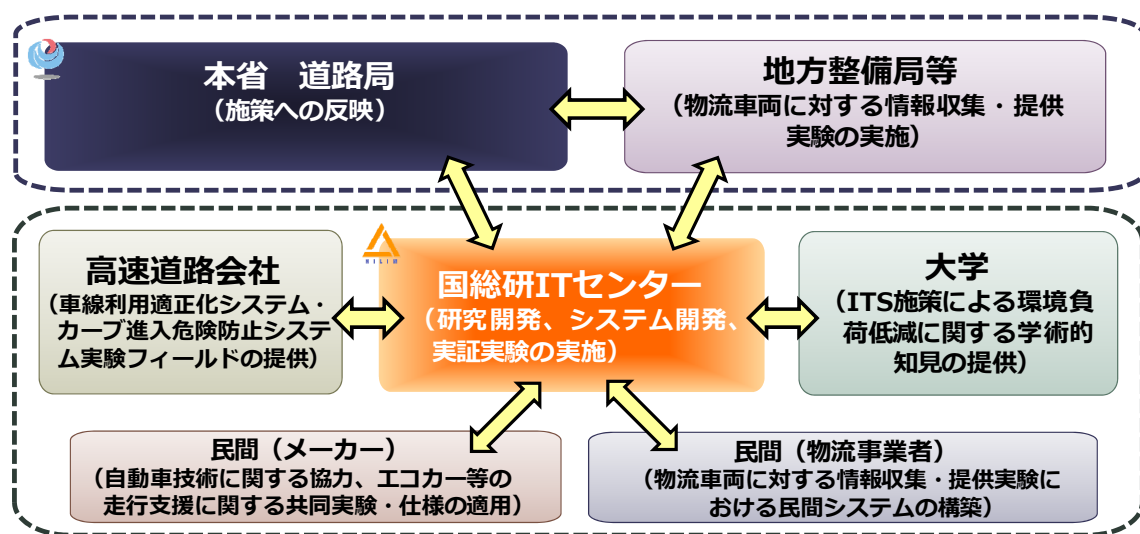 本省　道路局
（施策への反映）
地方整備局等
（物流車両に対する情報収集・提供
実験の実施）
高速道路会社
（車線利用適正化システム・
カーブ進入危険防止システ
ム実験フィールドの提供）
NILIM
国総研ITセンター
（研究開発、システム開発、
実証実験の実施）
大学
（ITS施策による環境負
荷低減に関する学術的
知見の提供）
民間（メーカー）
（自動車技術に関する協力、エコカー等の
走行支援に関する共同実験・仕様の適用）
民間（物流事業者）
（物流車両に対する情報収集・提供実験に
おける民間システムの構築）